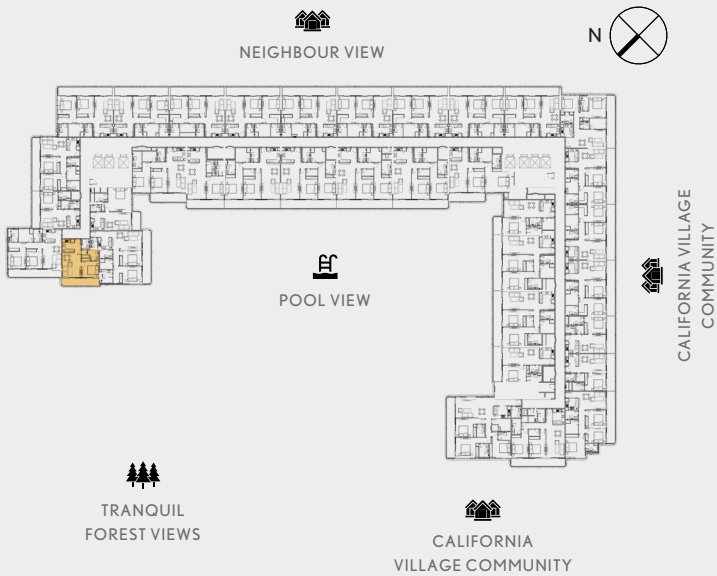 N
NEIGHBOUR VIEW
CALIFORNIA VILLAGE
COMMUNITY
POOL VIEW
TRANQUIL
FOREST VIEWS
CALIFORNIA
VILLAGE COMMUNITY